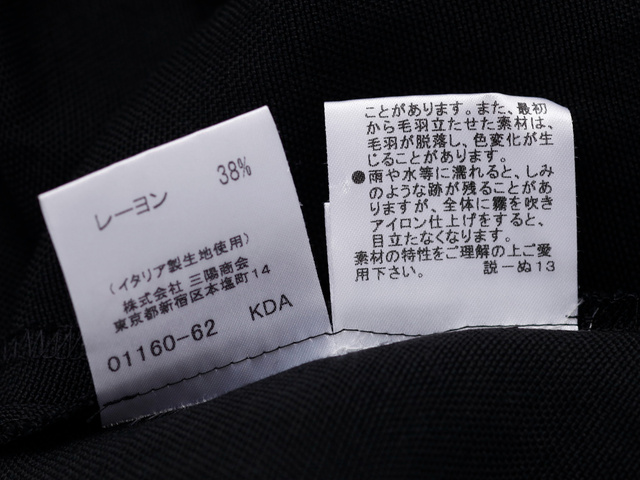 レーヨン 38%
(イタリア製生地使用)
株式会社 三陽商会
東京都新宿区本塩町14
01160-62 KDA
ことがあります。また、最初
から毛羽立たせた素材は、
毛羽が脱落し、色変化が生
じることがあります。
●雨や水等に濡れると、しみ
のような跡が残ることがあ
りますが、全体に霧を吹き
アイロン仕上げをすると、
目立たなくなります。
素材の特性をご理解の上ご愛
用下さい。 説ーぬ13